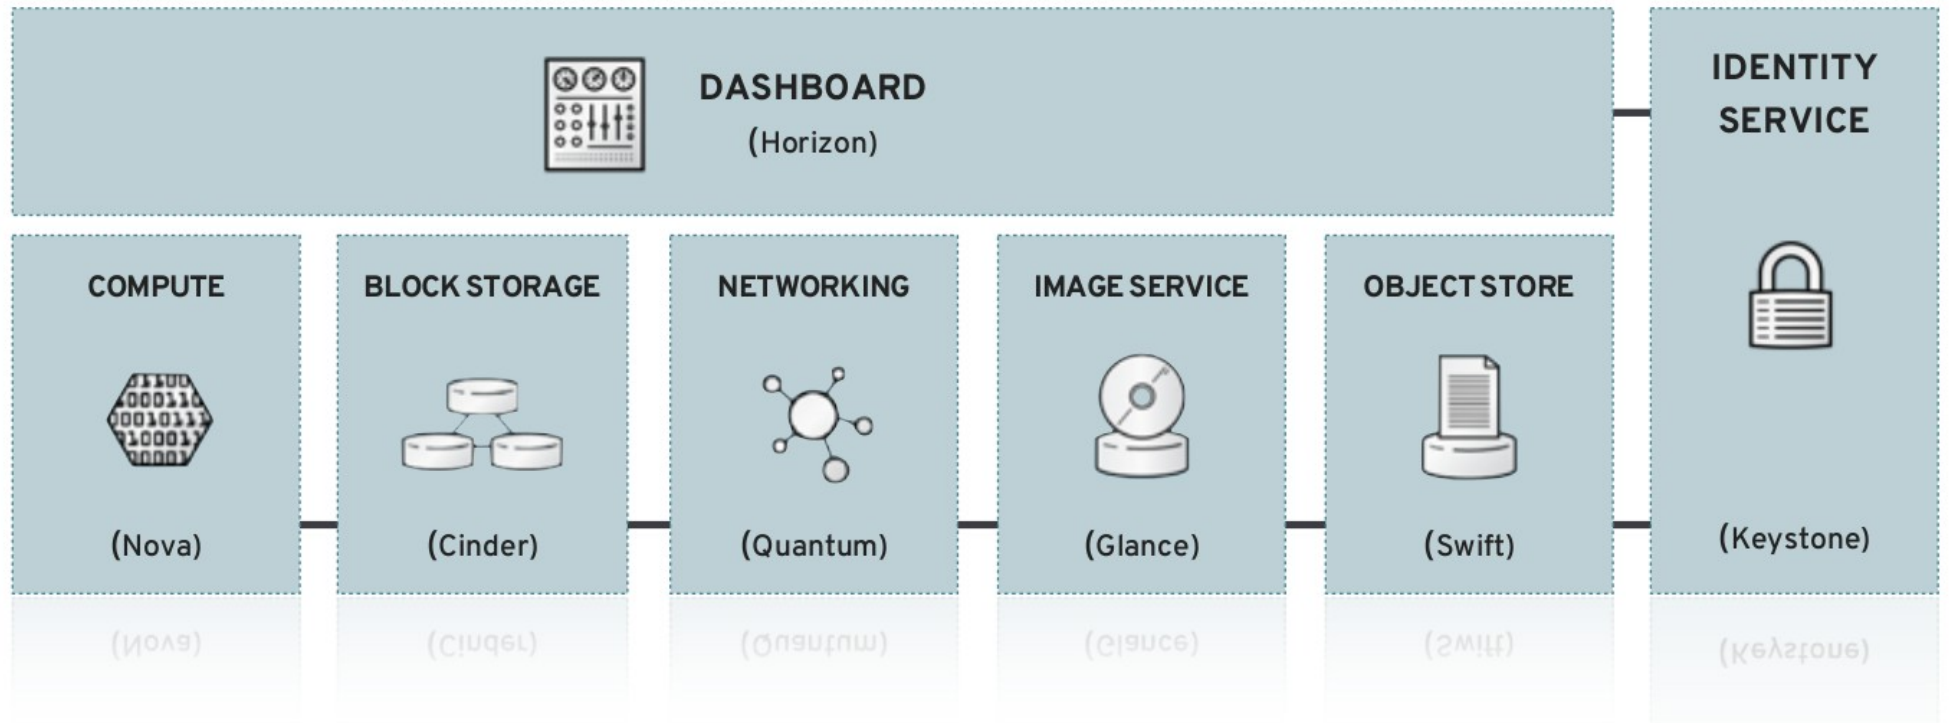 DASHBOARD
(Horizon)
IDENTITY
SERVICE
(Keystone)
COMPUTE
(Nova)
BLOCK STORAGE
(Cinder)
NETWORKING
(Quantum)
IMAGE SERVICE
(Glance)
OBJECT STORE
(Swift)